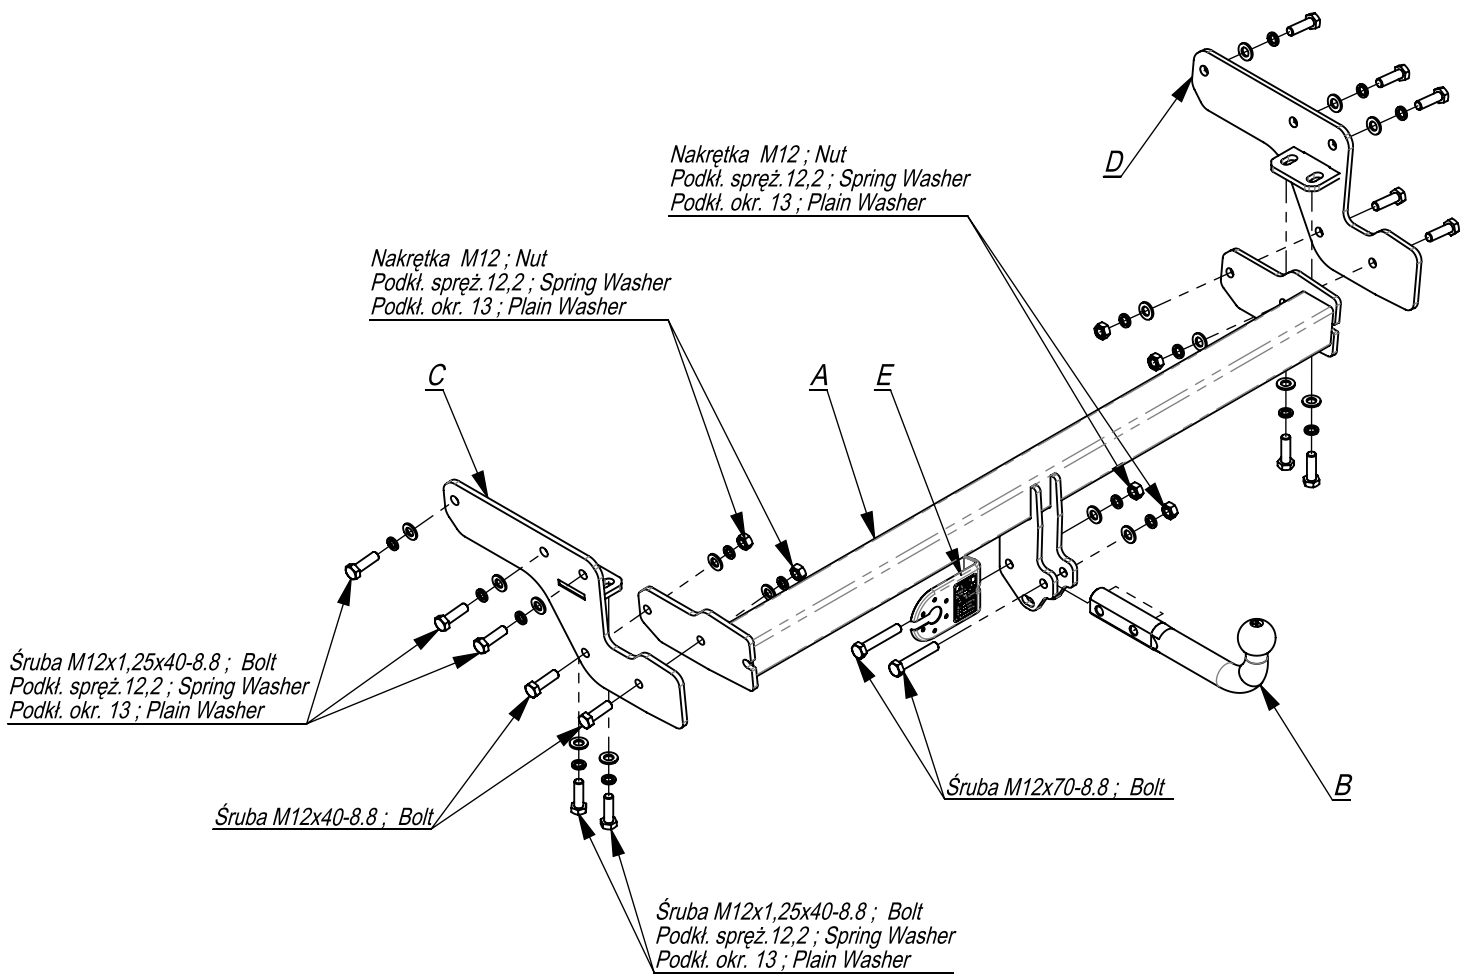 D
Nakrętka M12 ; Nut
Podkł. spręż.12,2 ; Spring Washer
Podkł. okr. 13 ; Plain Washer
Nakrętka M12 ; Nut
Podkł. spręż.12,2 ; Spring Washer
Podkł. okr. 13 ; Plain Washer
C
A
E
Śruba M12x1,25x40-8.8 ; Bolt
Podkł. spręż.12,2 ; Spring Washer
Podkł. okr. 13 ; Plain Washer
Śruba M12x40-8.8 ; Bolt
Śruba M12x70-8.8 ; Bolt
B
Śruba M12x1,25x40-8.8 ; Bolt
Podkł. spręż.12,2 ; Spring Washer
Podkł. okr. 13 ; Plain Washer